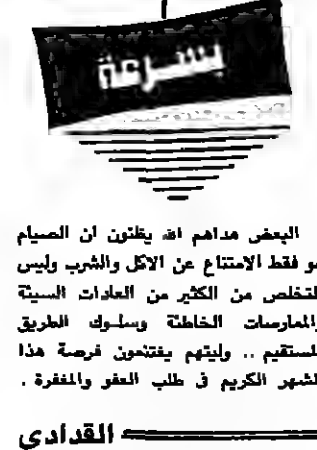 بسرعة
البعض هداهم الله يظنون ان الصيام
هو فقط الامتناع عن الاكل والشرب وليس
التخلص من الكثير من العادات السيئة
والممارسات الخاطئة وسلوك الطريق
المستقيم .. وليتهم يغتنمون فرصة هذا
الشهر الكريم في طلب العفو والمغفرة .
القدادى